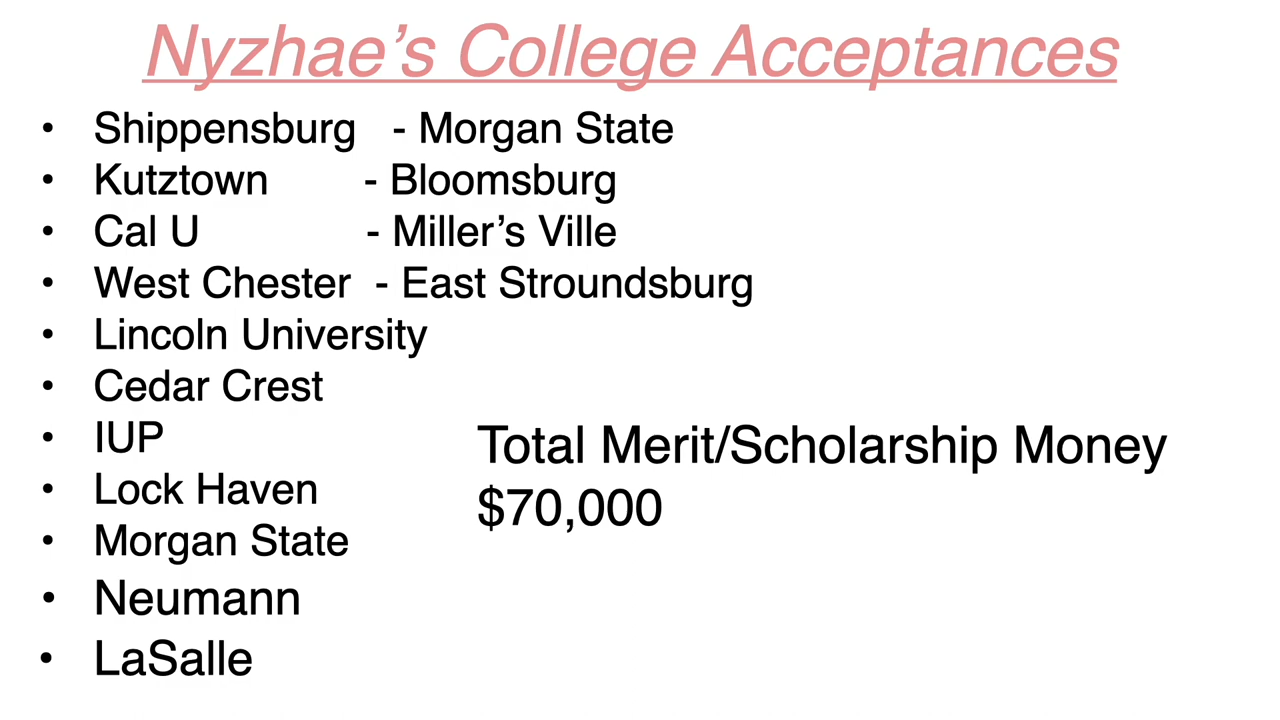 Nyzhae’s College Acceptances
• Shippensburg - Morgan State
• Kutztown - Bloomsburg
• Cal U - Miller’s Ville
• West Chester - East Stroundsburg
• Lincoln University
• Cedar Crest
• IUP
• Lock Haven
• Morgan State
• Neumann
• LaSalle
Total Merit/Scholarship Money
$70,000